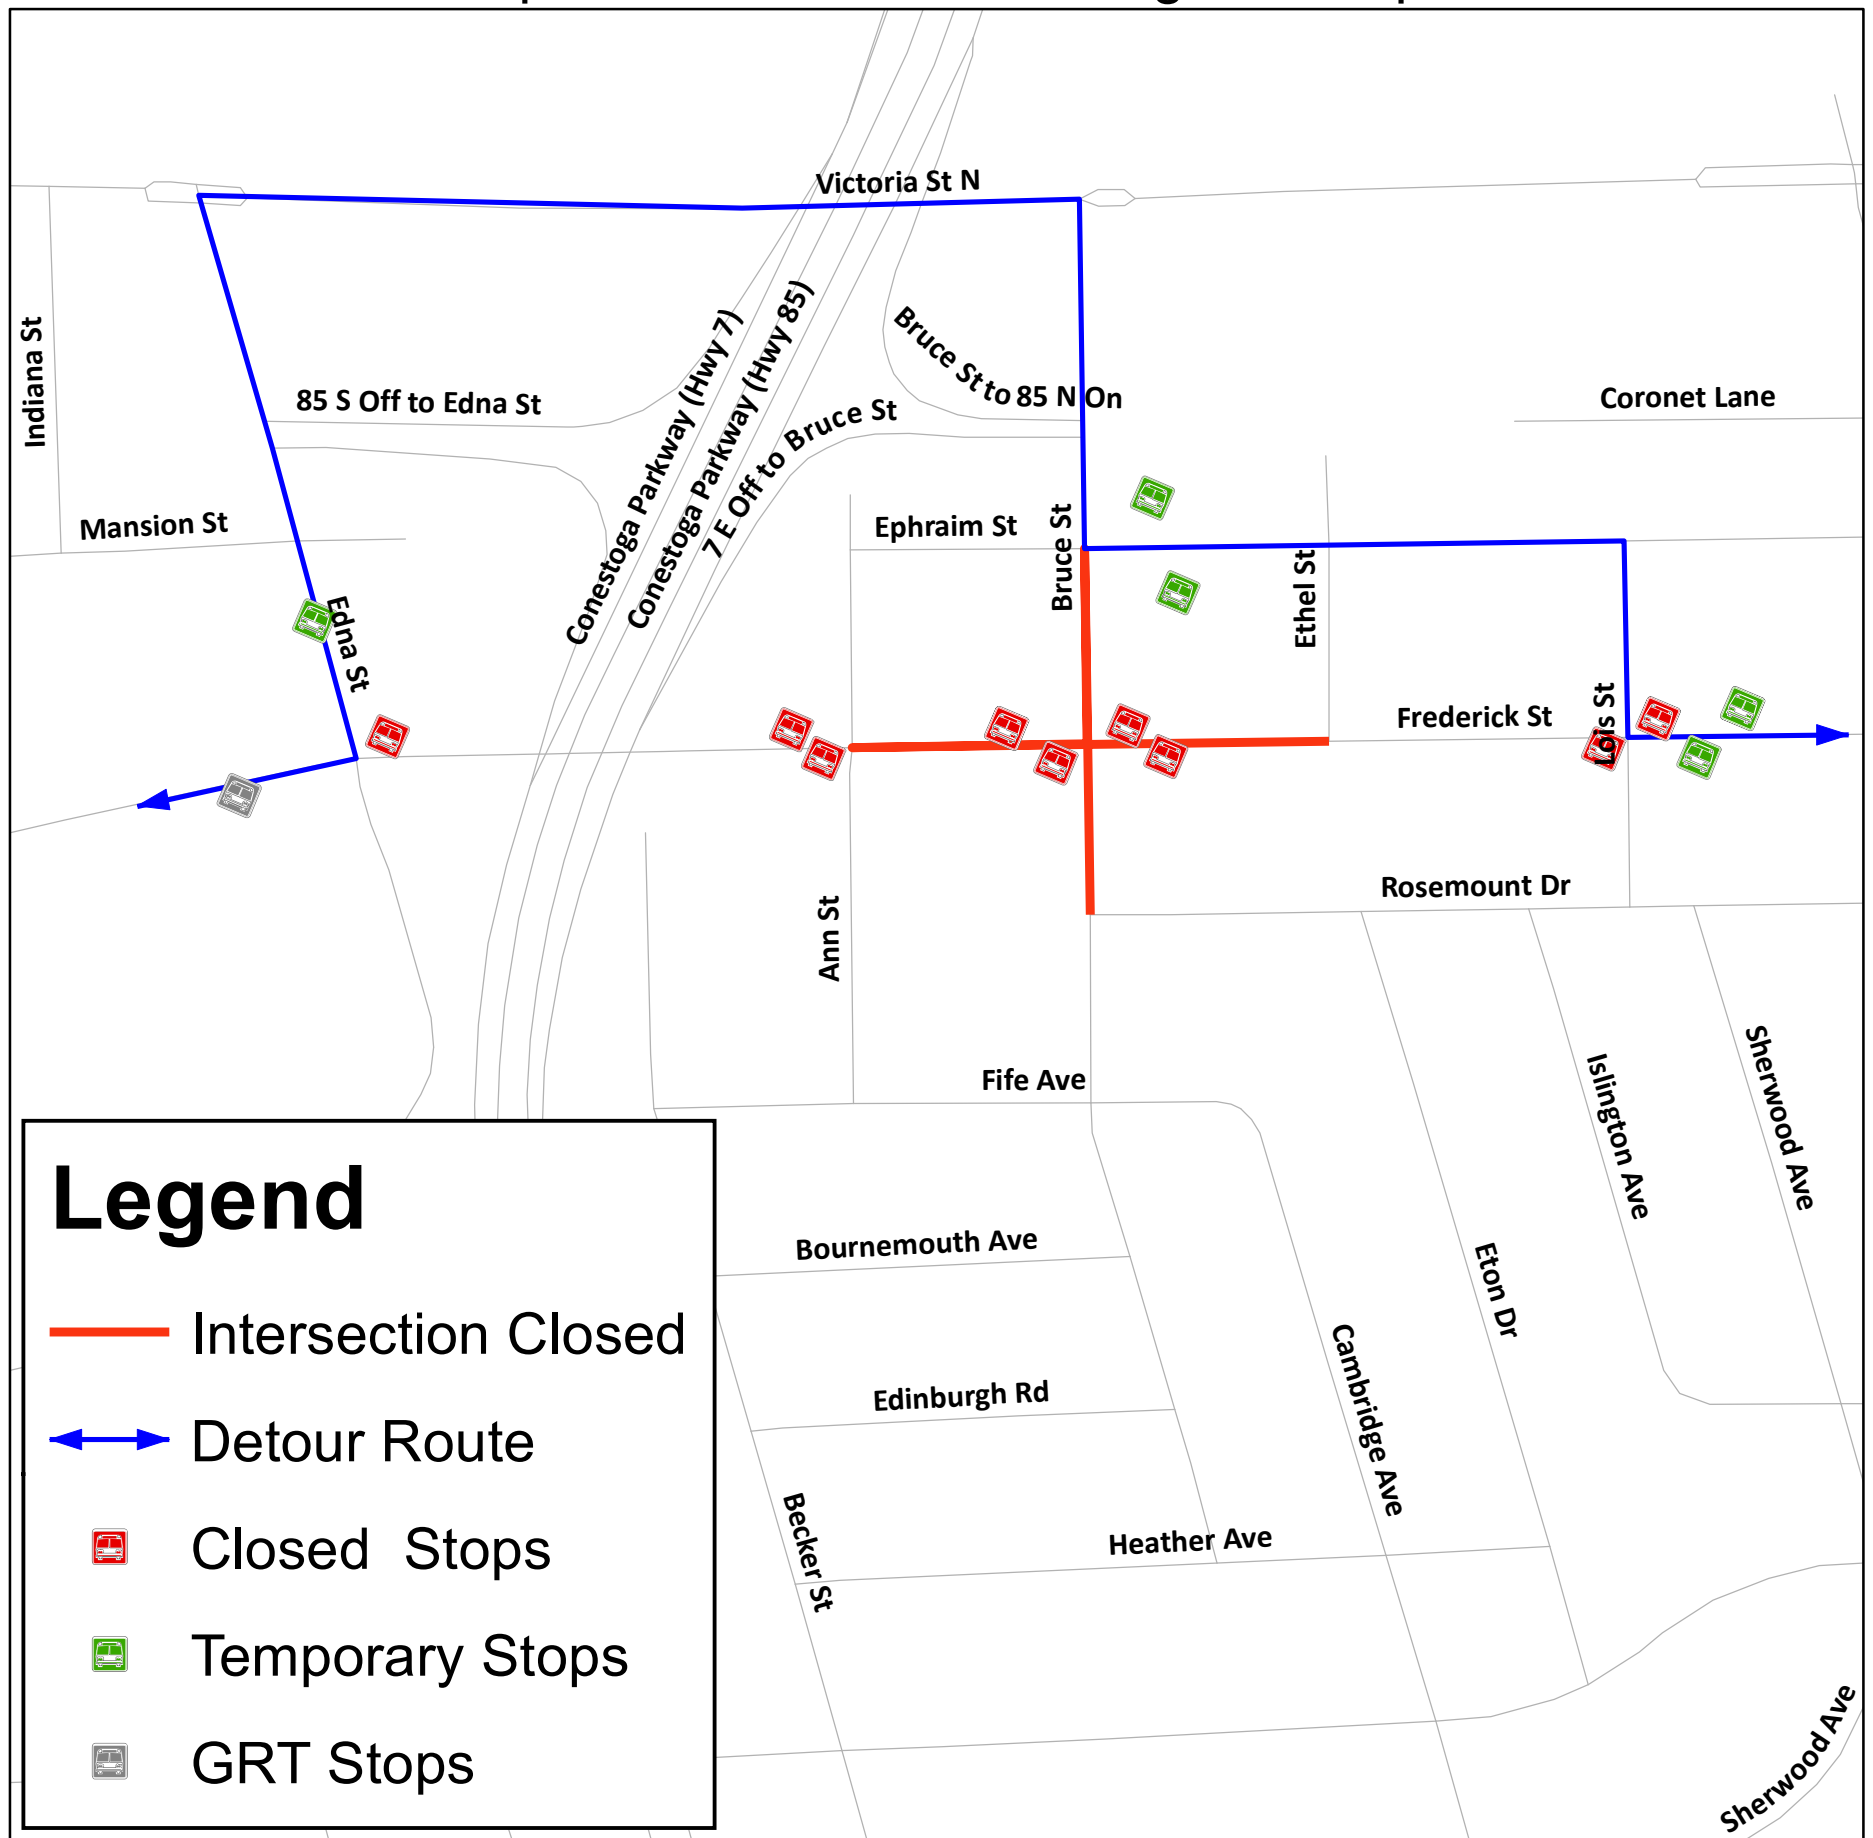 Victoria St N
Indiana St
85 S Off to Edna St
Conestoga Parkway (Hwy 7)
Conestoga Parkway (Hwy 85)
7 E Off to Bruce St
Bruce St to 85 N On
Coronet Lane
Mansion St
Ephraim St
Bruce St
Ethel St
Edna St
Lois St
Frederick St
Rosemount Dr
Ann St
Fife Ave
Islington Ave
Sherwood Ave
Bournemouth Ave
Eton Dr
Edinburgh Rd
Cambridge Ave
Becker St
Heather Ave
Sherwood Ave
Legend
Intersection Closed
Detour Route
Closed Stops
Temporary Stops
GRT Stops